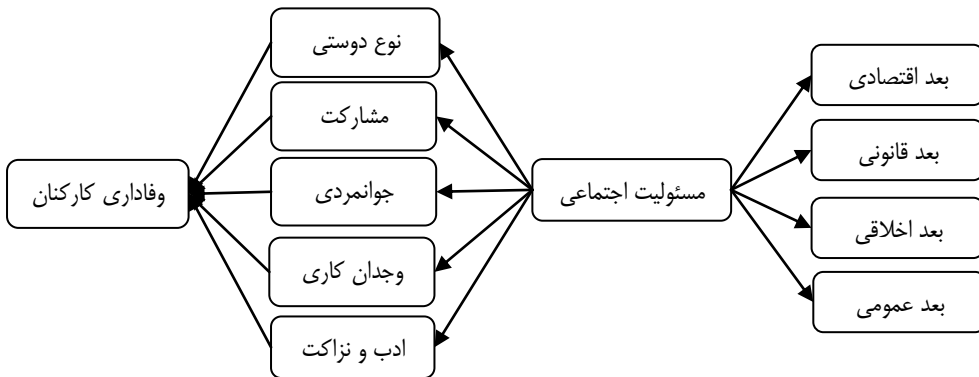 بعد اقتصادی
بعد قانونی
بعد اخلاقی
بعد عمومی
مسئولیت اجتماعی
نوع دوستی
مشارکت
جوانمردی
وجدان کاری
ادب و نزاکت
وفاداری کارکنان